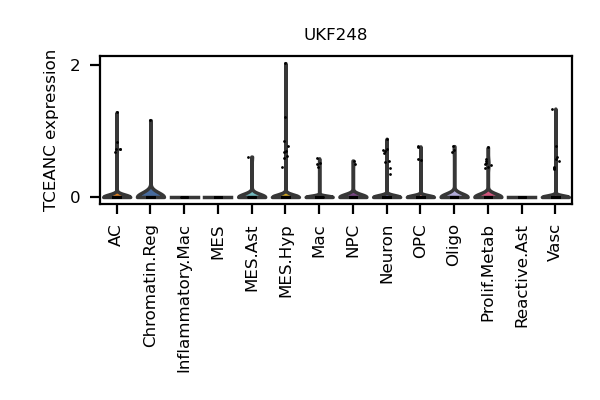 UKF248
TCEANC expression
2
0
AC
Chromatin.Reg
Inflammatory.Mac
MES
MES.Ast
MES.Hyp
Mac
NPC
Neuron
OPC
Oligo
Prolif.Metab
Reactive.Ast
Vasc